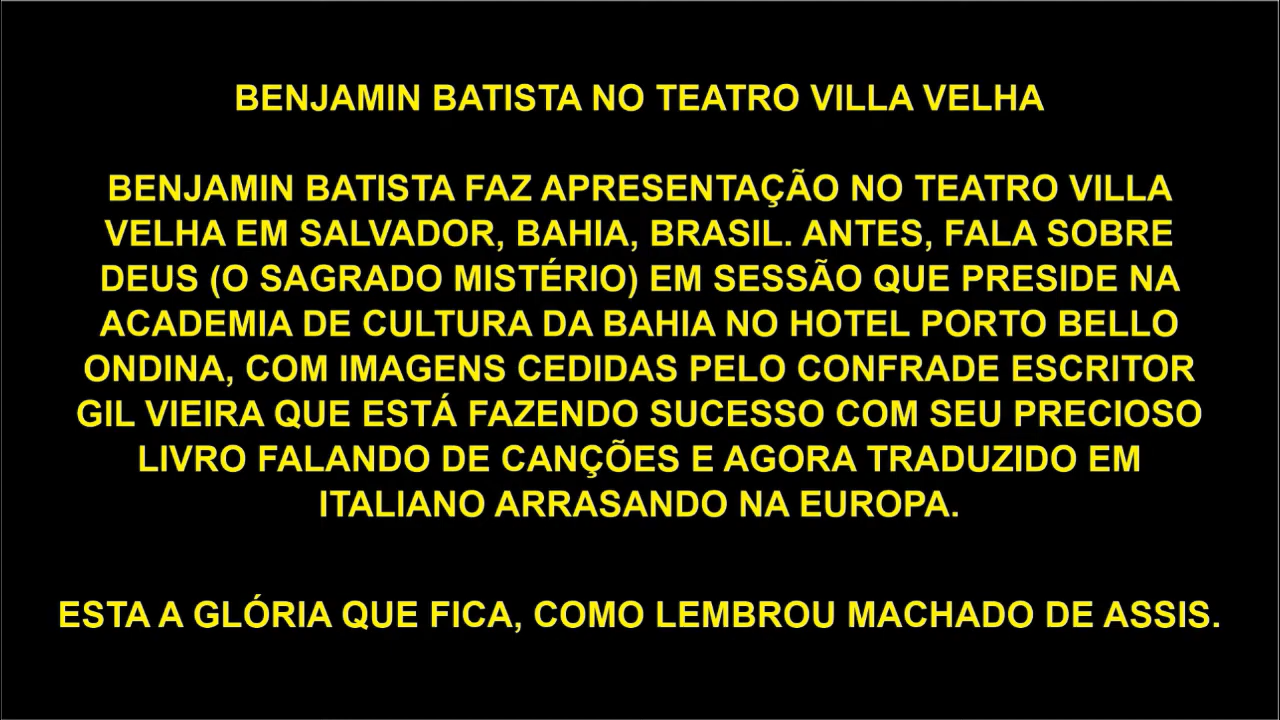 BENJAMIN BATISTA NO TEATRO VILLA VELHA
BENJAMIN BATISTA FAZ APRESENTAÇÃO NO TEATRO VILLA
VELHA EM SALVADOR, BAHIA, BRASIL. ANTES, FALA SOBRE
DEUS (O SAGRADO MISTÉRIO) EM SESSÃO QUE PRESIDE NA
ACADEMIA DE CULTURA DA BAHIA NO HOTEL PORTO BELLO
ONDINA, COM IMAGENS CEDIDAS PELO CONFRADE ESCRITOR
GIL VIEIRA QUE ESTÁ FAZENDO SUCESSO COM SEU PRECIOSO
LIVRO FALANDO DE CANÇÕES E AGORA TRADUZIDO EM
ITALIANO ARRASANDO NA EUROPA.
ESTA A GLÓRIA QUE FICA, COMO LEMBROU MACHADO DE ASSIS.